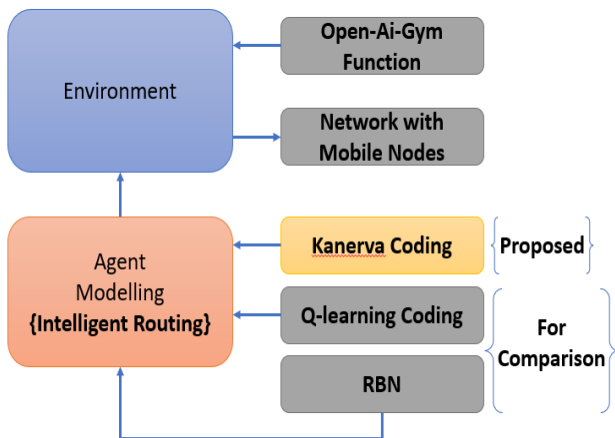 Open-Ai-Gym
Function
Environment
Network with
Mobile Nodes
Agent
Modelling
{Intelligent Routing}
Kanerva Coding
{Proposed}
Q-learning Coding
RBN
For
Comparison